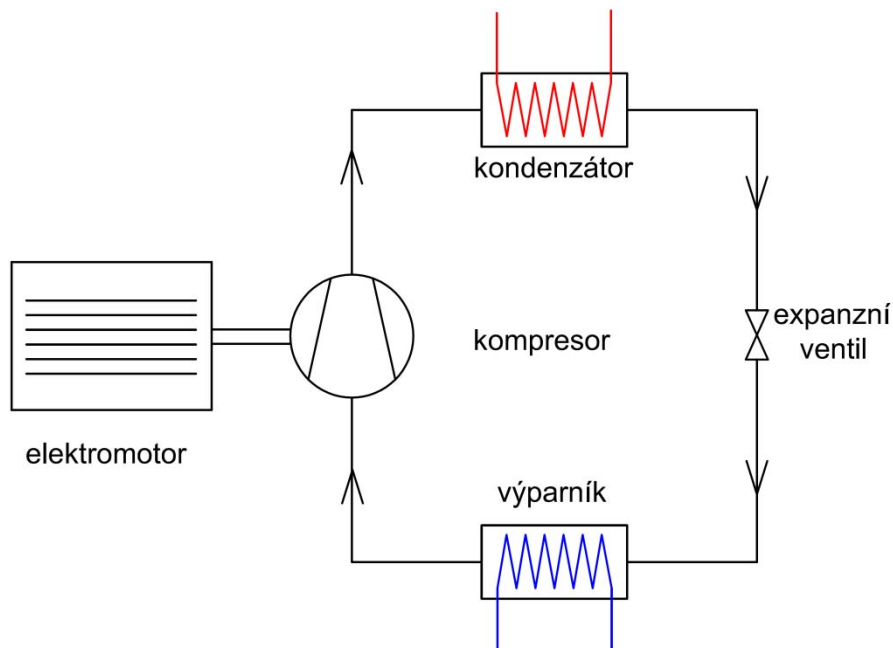 kondenzátor
kompresor
expanzní
ventil
elektromotor
výparník